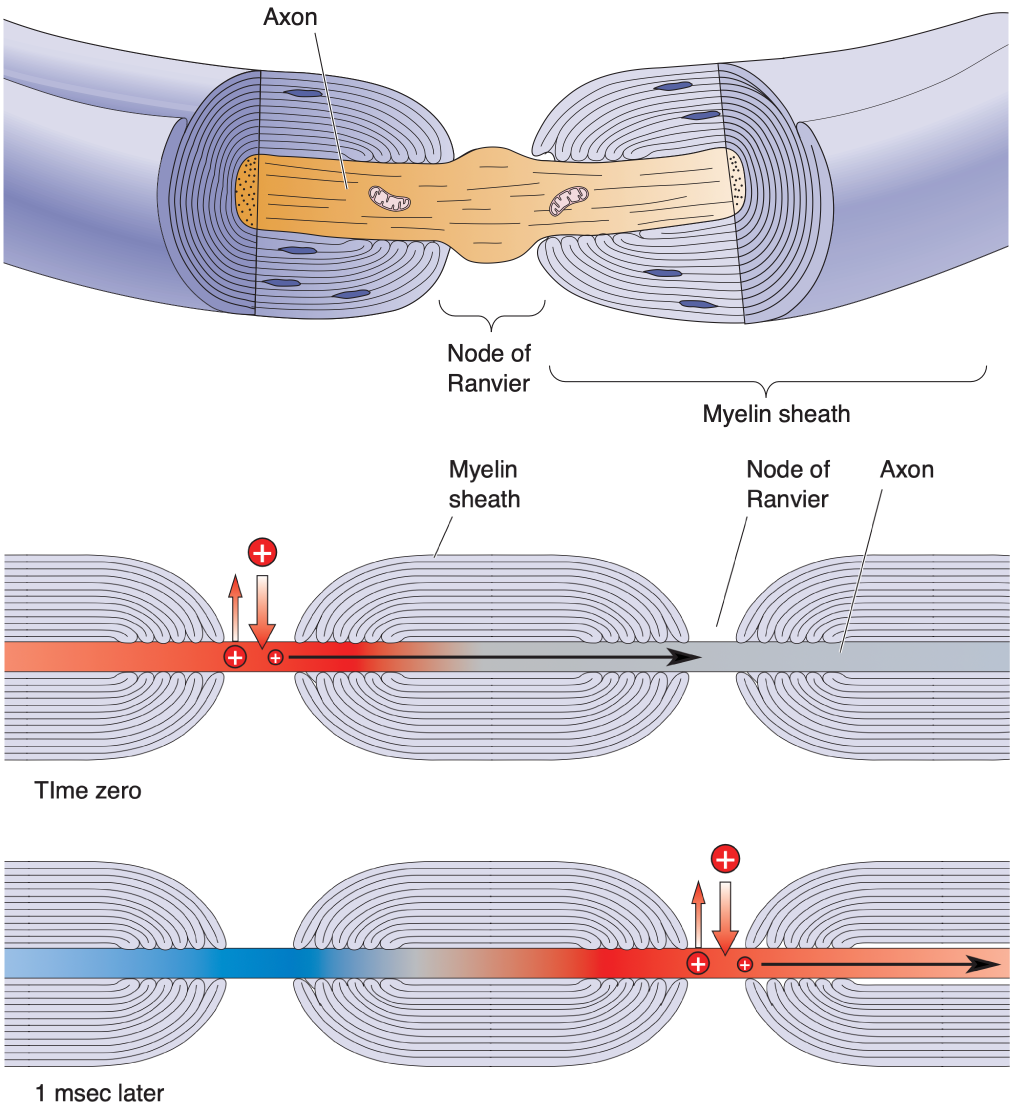 Axon
Node of
Ranvier
Myelin sheath
Myelin
sheath
Node of
Ranvier
Axon
+
+
+
TIme zero
+
+
+
1 msec later